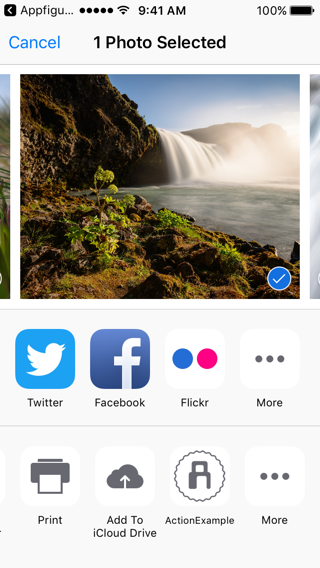 Appfigu... 9:41 AM 100%
Cancel 1 Photo Selected
Twitter Facebook Flickr More
Print Add To iCloud Drive ActionExample More